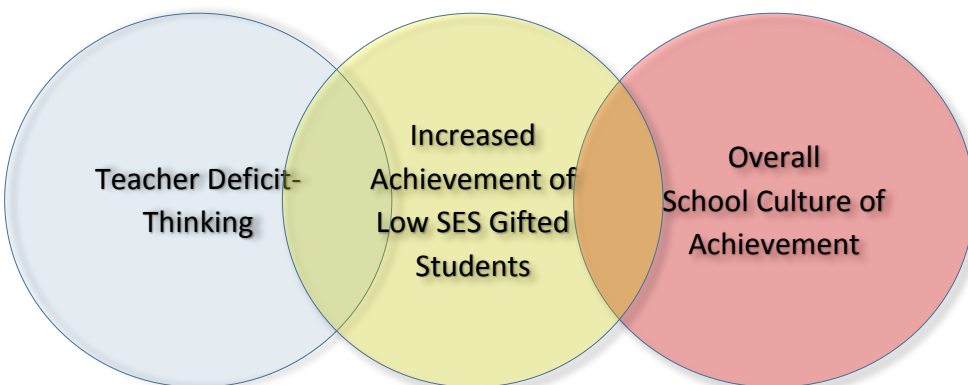 Teacher Deficit-
Thinking
Increased
Achievement of
Low SES Gifted
Students
Overall
School Culture of
Achievement